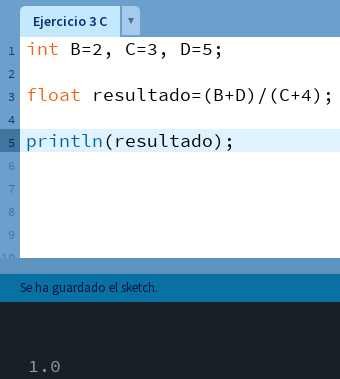 Ejercicio 3 C
1 int B=2, C=3, D=5;
2
3 float resultado=(B+D)/(C+4);
4
5 println(resultado);
6
7
8
9
10
Se ha guardado el sketch.
1.0